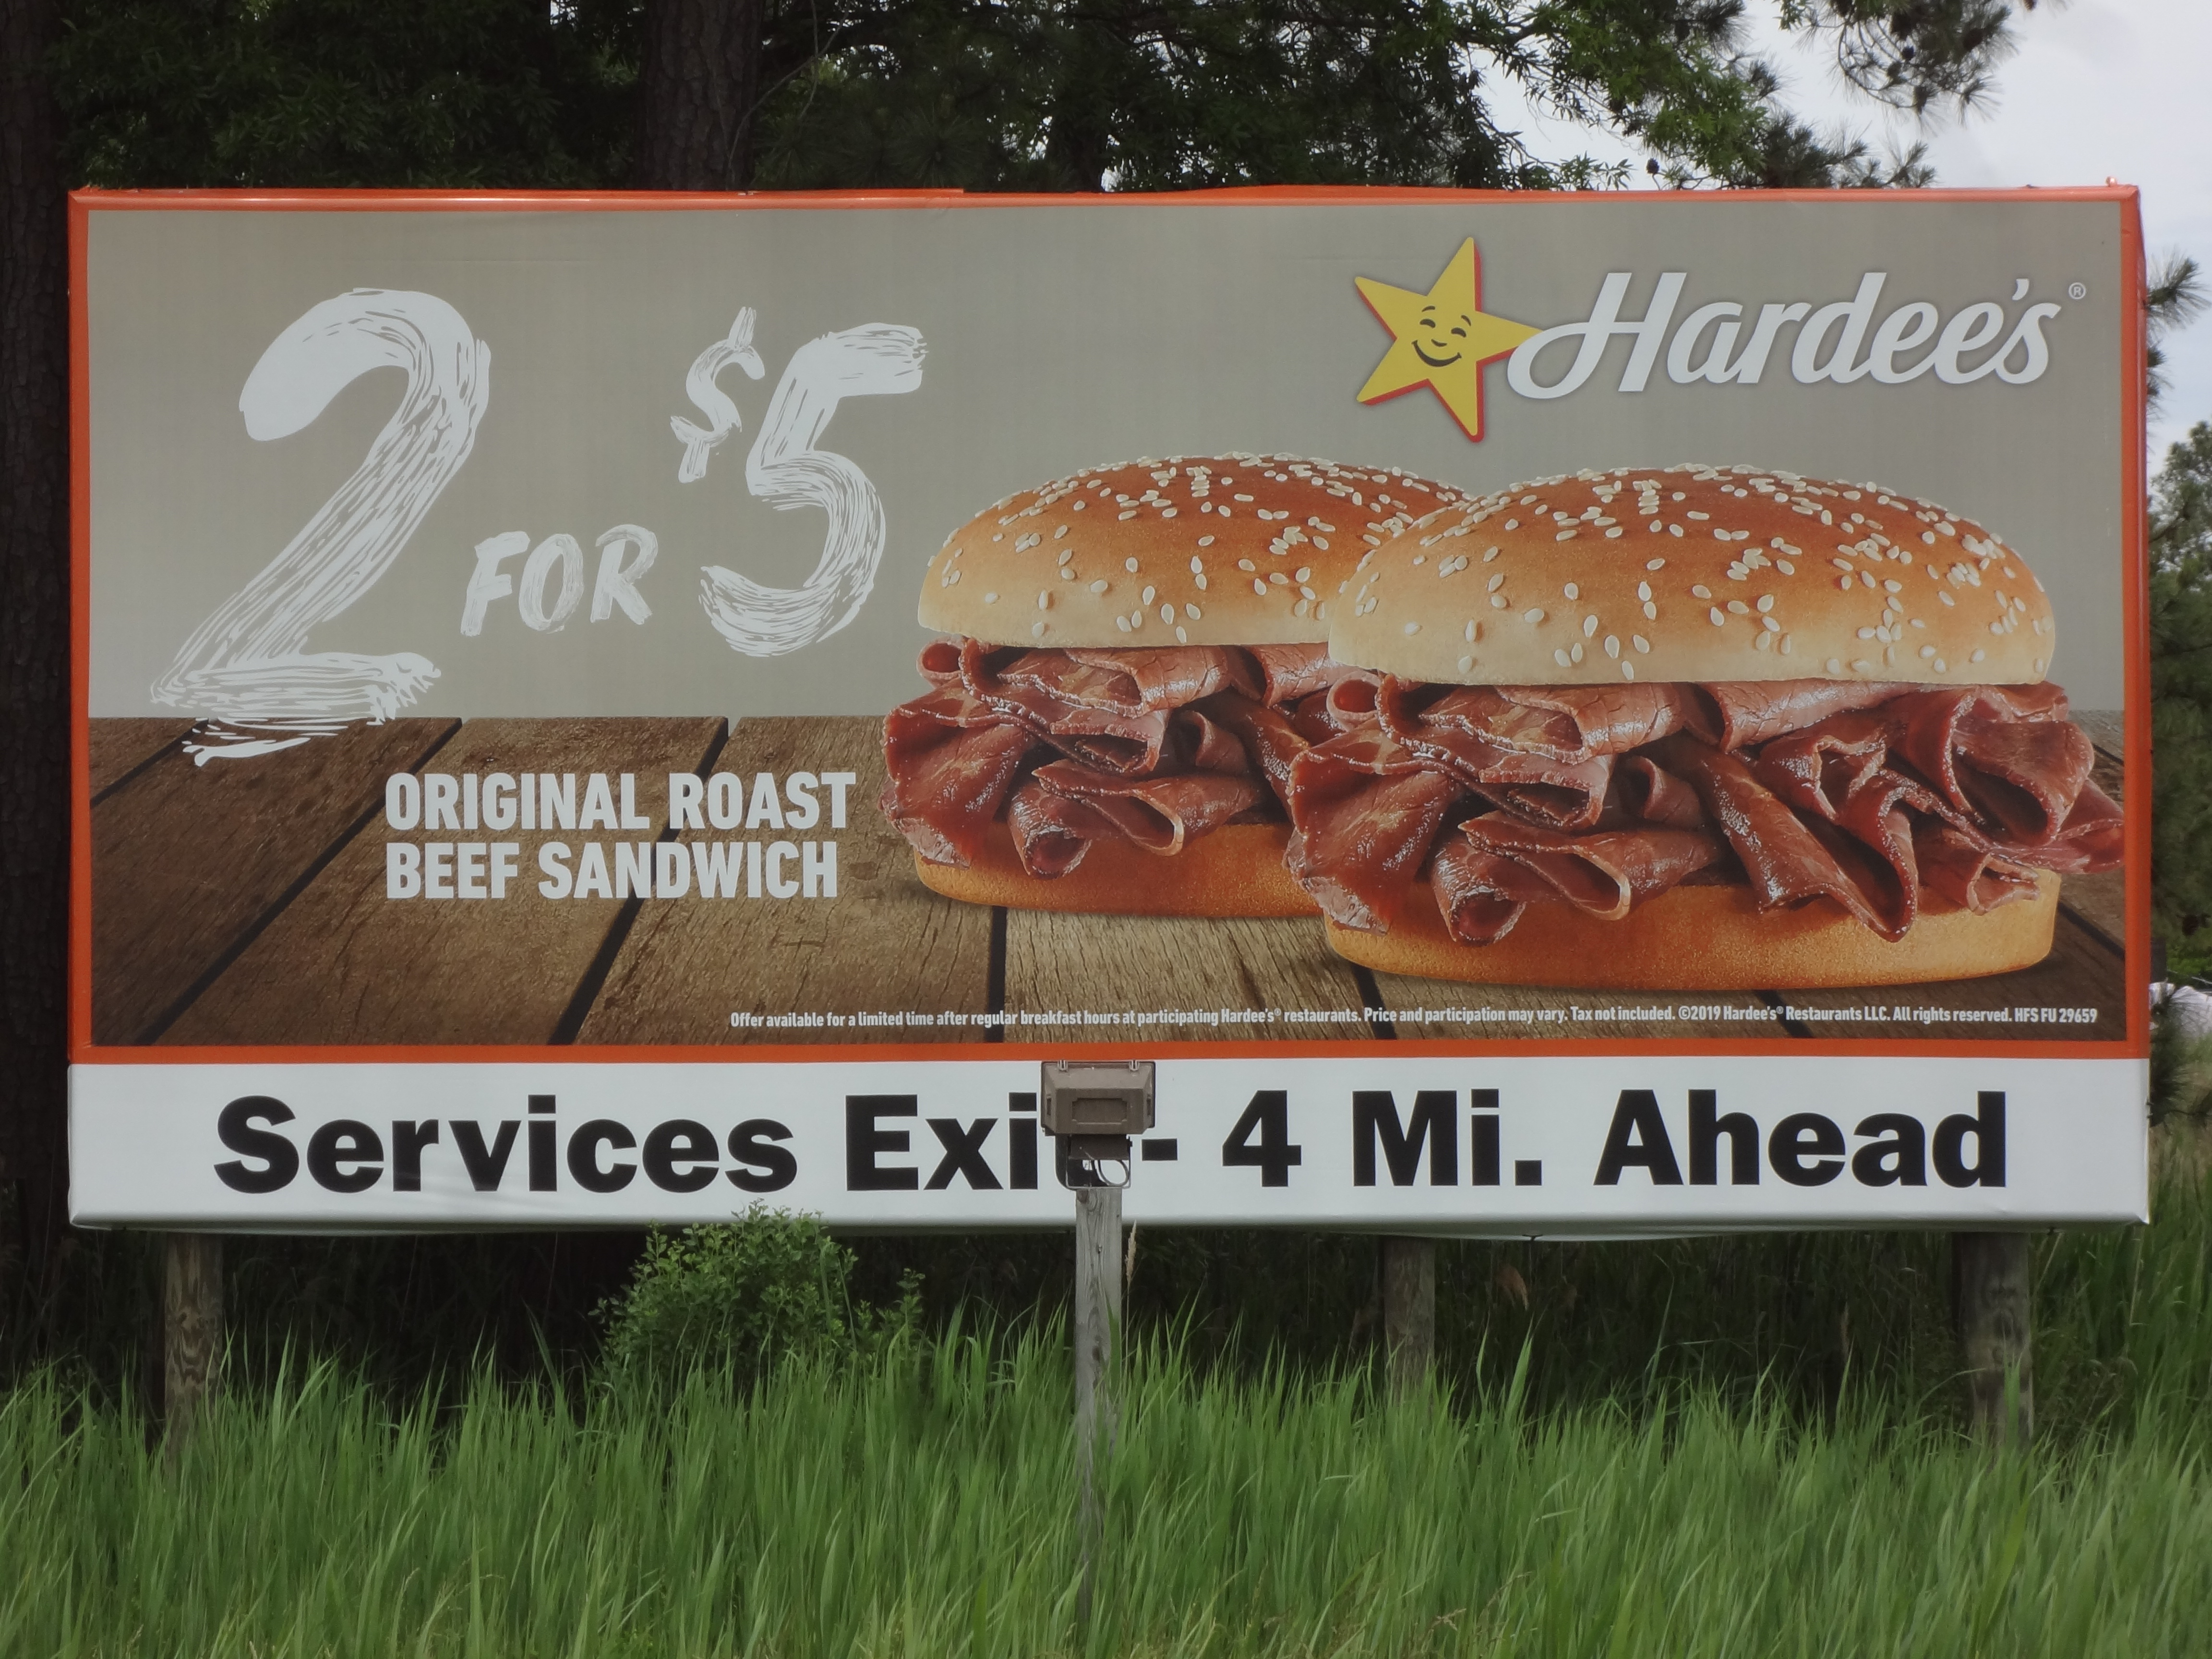 2 FOR $5
Hardee's®
ORIGINAL ROAST
BEEF SANDWICH
Offer available for a limited time after regular breakfast hours at participating Hardee's® restaurants. Price and participation may vary. Tax not included. ©2019 Hardee's® Restaurants LLC. All rights reserved. HFS FU 29659
Services Exit - 4 Mi. Ahead